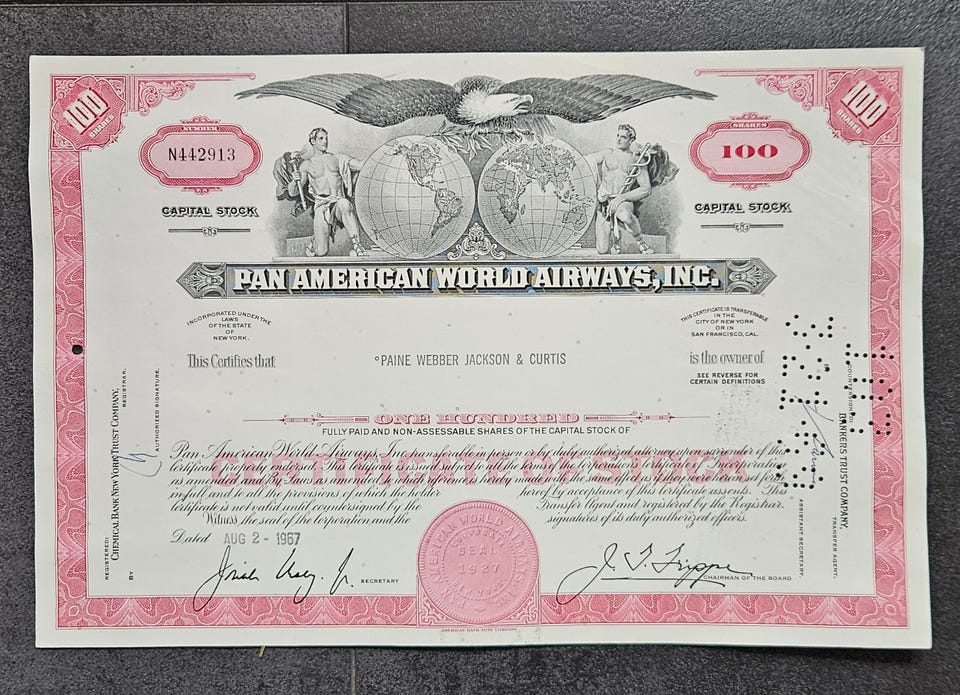 100
SHARES
100
SHARES
NUMBER
N442913
SHARES
100
CAPITAL STOCK
CAPITAL STOCK
PAN AMERICAN WORLD AIRWAYS, INC.
INCORPORATED UNDER THE
LAWS
OF THE STATE
OF
NEW YORK.
THIS CERTIFICATE IS TRANSFERABLE
IN THE
CITY OF NEW YORK
OR IN
SAN FRANCISCO, CAL.
This Certifies that
°PAINE WEBBER JACKSON & CURTIS
is the owner of
SEE REVERSE FOR
CERTAIN DEFINITIONS
ONE HUNDRED
FULLY PAID AND NON-ASSESSABLE SHARES OF THE CAPITAL STOCK OF
Pan American World Airways, Inc., transferable in person or by duly authorized attorney upon surrender of this
certificate properly endorsed. This certificate is issued subject to all the
of the Corporation's Certificate of Incorporation
as amended and By-Laws as amended, to which reference is hereby made with the same effect as if they were herein set forth
in full, and to all the provisions of which the holder hereof by acceptance of this certificate assents. This
certificate is not valid until countersigned by the Transfer Agent and registered by the Registrar.
Witness the seal of the Corporation and the signatures of its duly authorized officers.
Dated AUG 2 - 1967
SECRETARY
J. T. Trippe
CHAIRMAN OF THE BOARD
PAN AMERICAN WORLD AIRWAYS INC.
CORPORATE
SEAL
1927
NEW YORK
AMERICAN BANK NOTE COMPANY.
REGISTERED:
CHEMICAL BANK NEW YORK TRUST COMPANY,
REGISTRAR.
BY
AUTHORIZED SIGNATURE.
COUNTERSIGNED:
BANKERS TRUST COMPANY,
TRANSFER AGENT.
ASSISTANT SECRETARY.